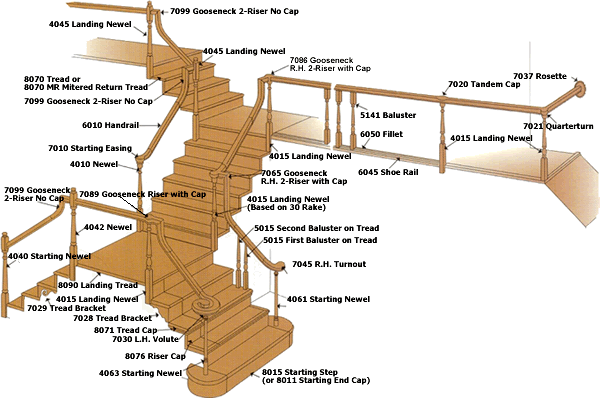 7099 Gooseneck 2-Riser No Cap
4045 Landing Newel
4045 Landing Newel
7086 Gooseneck
R.H. 2-Riser with Cap
8070 Tread or
8070 MR Mitered Return Tread
7099 Gooseneck 2-Riser No Cap
7020 Tandem Cap
7037 Rosette
5141 Baluster
6010 Handrail
6050 Fillet
4015 Landing Newel
7021 Quarterturn
7010 Starting Easing
4010 Newel
4015 Landing Newel
6045 Shoe Rail
7065 Gooseneck
R.H. 2-Riser with Cap
7099 Gooseneck
2-Riser No Cap
7089 Gooseneck Riser with Cap
4015 Landing Newel
(Based on 30 Rake)
4042 Newel
5015 Second Baluster on Tread
5015 First Baluster on Tread
4040 Starting Newel
7045 R.H. Turnout
8090 Landing Tread
4015 Landing Newel
4061 Starting Newel
7029 Tread Bracket
7028 Tread Bracket
8071 Tread Cap
7030 L.H. Volute
8076 Riser Cap
4063 Starting Newel
8015 Starting Step
(or 8011 Starting End Cap)